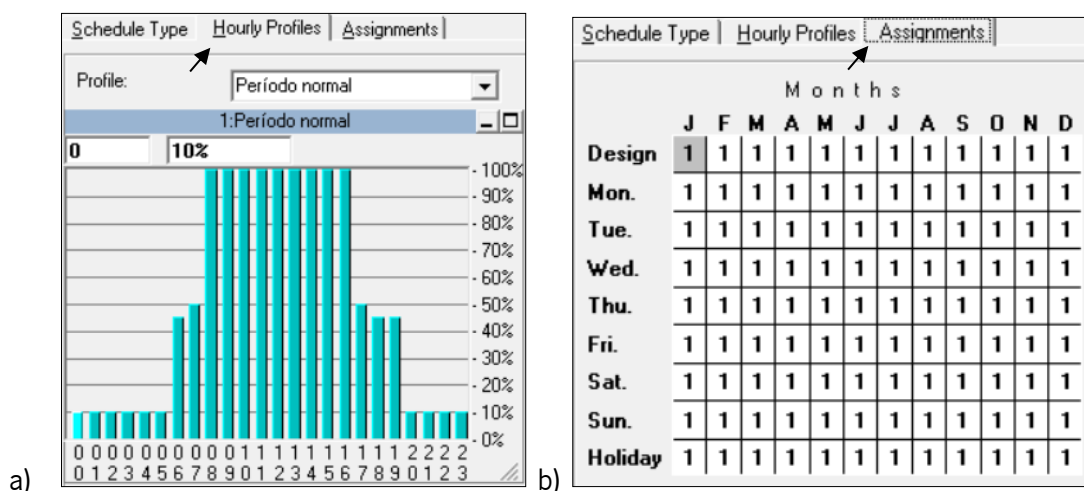 Schedule Type | Hourly Profiles | Assignments |
Profile: Período normal
1:Período normal
0 10%
- 100%
- 90%
- 80%
- 70%
- 60%
- 50%
- 40%
- 30%
- 20%
- 10%
- 0%
0 0 0 0 0 0 0 0 0 0 1 1 1 1 1 1 1 1 1 1 2 2 2 2
0 1 2 3 4 5 6 7 8 9 0 1 2 3 4 5 6 7 8 9 0 1 2 3
a)
Schedule Type | Hourly Profiles Assignments
Months
J F M A M J J A S O N D
Design 1 1 1 1 1 1 1 1 1 1 1 1
Mon. 1 1 1 1 1 1 1 1 1 1 1 1
Tue. 1 1 1 1 1 1 1 1 1 1 1 1
Wed. 1 1 1 1 1 1 1 1 1 1 1 1
Thu. 1 1 1 1 1 1 1 1 1 1 1 1
Fri. 1 1 1 1 1 1 1 1 1 1 1 1
Sat. 1 1 1 1 1 1 1 1 1 1 1 1
Sun. 1 1 1 1 1 1 1 1 1 1 1 1
Holiday 1 1 1 1 1 1 1 1 1 1 1 1
b)